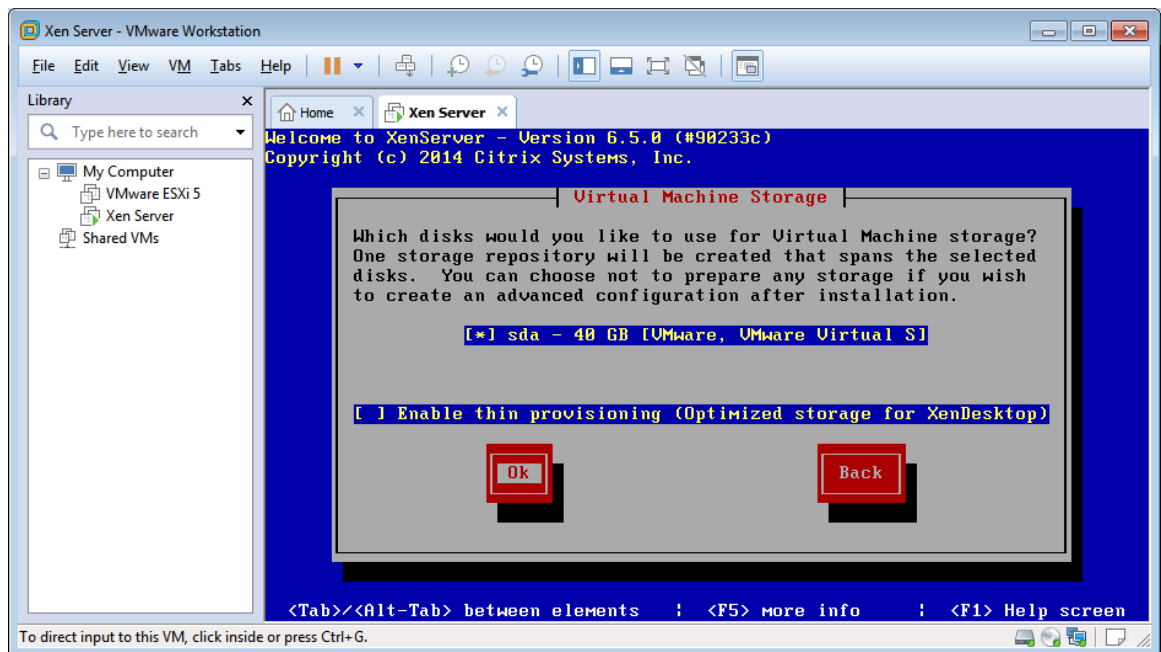 Xen Server - VMware Workstation
File Edit View VM Tabs Help
Library x
Type here to search
My Computer
VMware ESXi 5
Xen Server
Shared VMs
Home Xen Server
Welcome to XenServer - Version 6.5.0 (#90233c)
Copyright (c) 2014 Citrix Systems, Inc.
Virtual Machine Storage
Which disks would you like to use for Virtual Machine storage?
One storage repository will be created that spans the selected
disks.  You can choose not to prepare any storage if you wish
to create an advanced configuration after installation.
[*] sda - 40 GB [VMware, VMware Virtual S]
[ ] Enable thin provisioning (Optimized storage for XenDesktop)
Ok Back
<Tab>/<Alt-Tab> between elements ¦ <F5> more info ¦ <F1> Help screen
To direct input to this VM, click inside or press Ctrl+G.